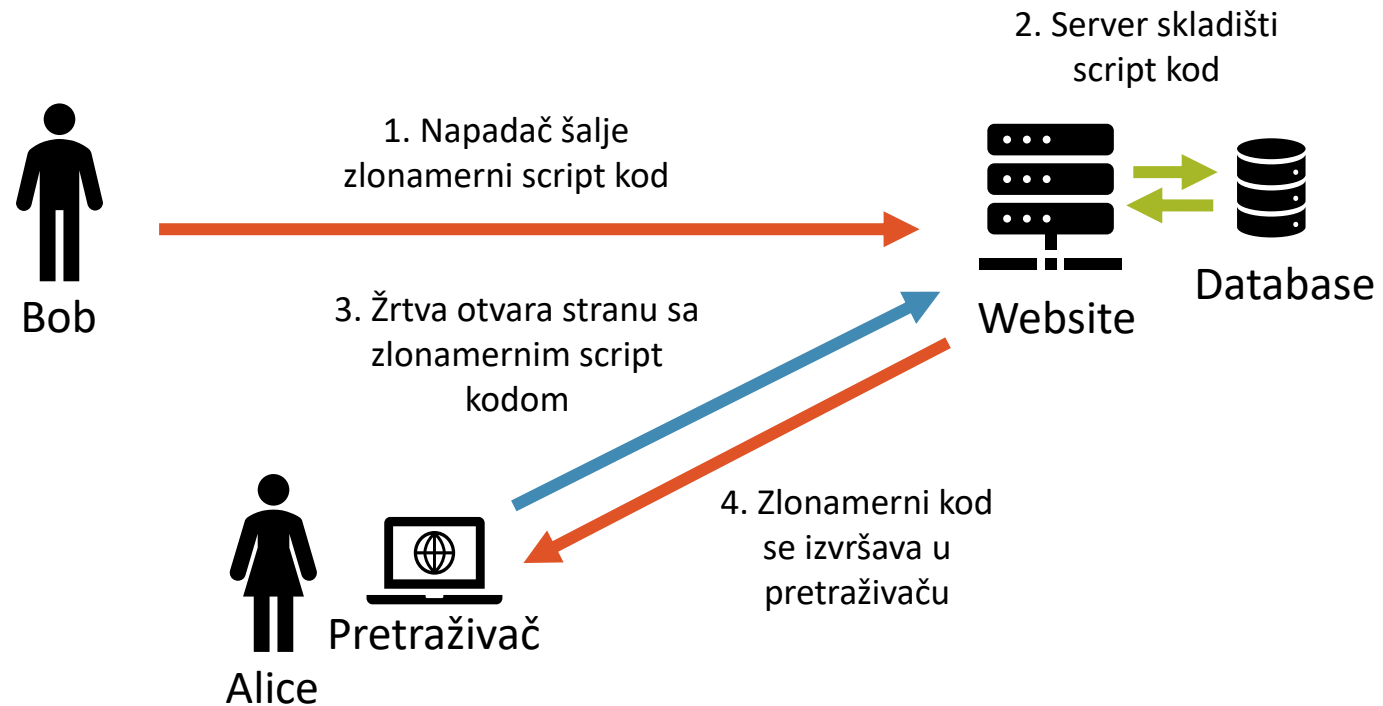 1. Napadač šalje
zlonamerni script kod
2. Server skladišti
script kod
Bob
Website
Database
3. Žrtva otvara stranu sa
zlonamernim script
kodom
4. Zlonamerni kod
se izvršava u
pretraživaču
Pretraživač
Alice